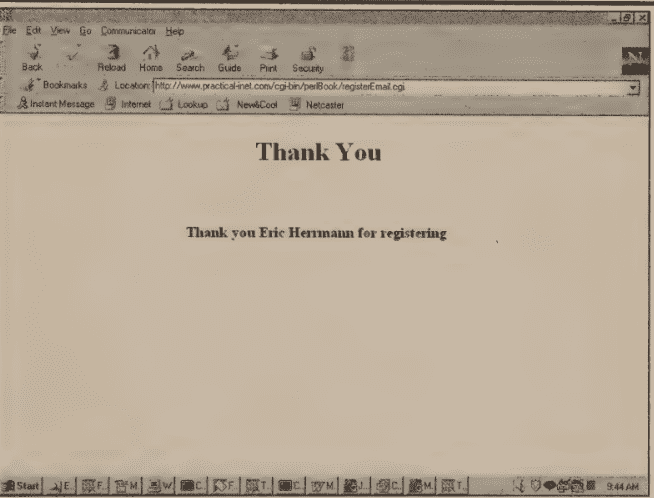 File Edit View Go Communicator Help
Back Reload Home Search Guide Print Security
N
Bookmarks Location: http://www.practical-inet.com/cgi-bin/perlBook/registerEmail.cgi
Instant Message Internet Lookup New&Cool Netcaster
Thank You
Thank you Eric Herrmann for registering
Start E.. F.. M.. W C.. F.. T.. C.. M.. J.. C.. M.. T.. 9:44 AM